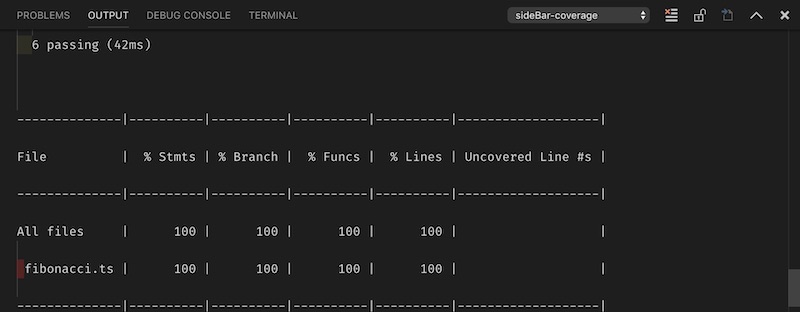 PROBLEMS OUTPUT DEBUG CONSOLE TERMINAL sideBar-coverage
6 passing (42ms)
--------------|----------|----------|----------|----------|-------------------|
File          |  % Stmts | % Branch |  % Funcs |  % Lines | Uncovered Line #s |
--------------|----------|----------|----------|----------|-------------------|
All files     |      100 |      100 |      100 |      100 |                   |
 fibonacci.ts |      100 |      100 |      100 |      100 |                   |
--------------|----------|----------|----------|----------|-------------------|